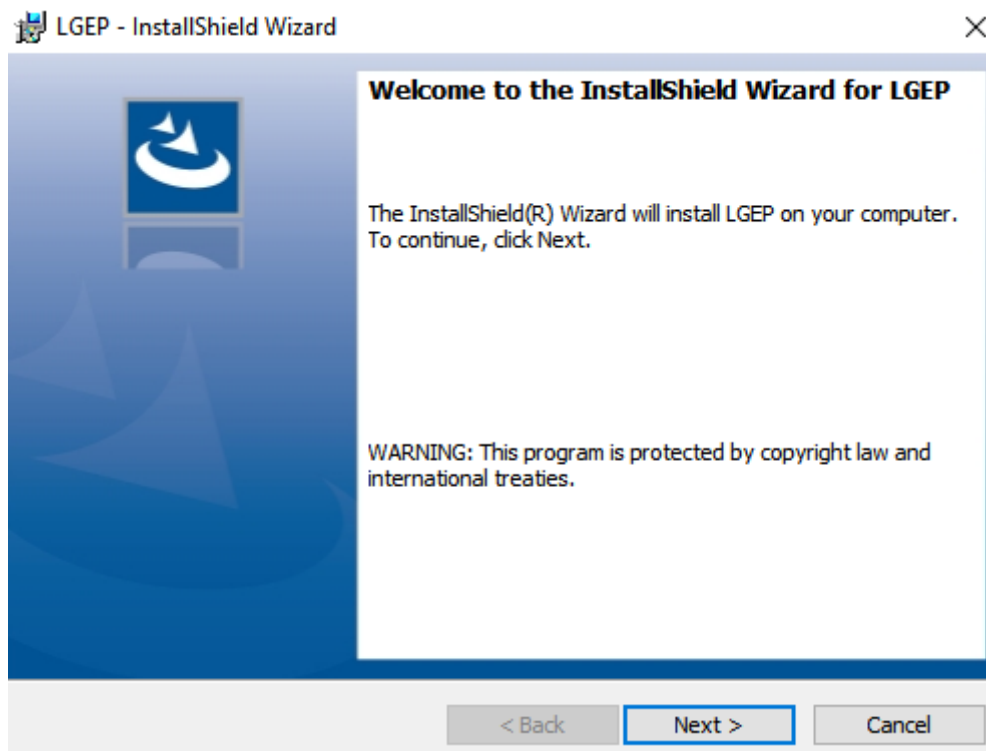 LGEP - InstallShield Wizard
Welcome to the InstallShield Wizard for LGEP
The InstallShield(R) Wizard will install LGEP on your computer.
To continue, click Next.
WARNING: This program is protected by copyright law and
international treaties.
< Back Next > Cancel